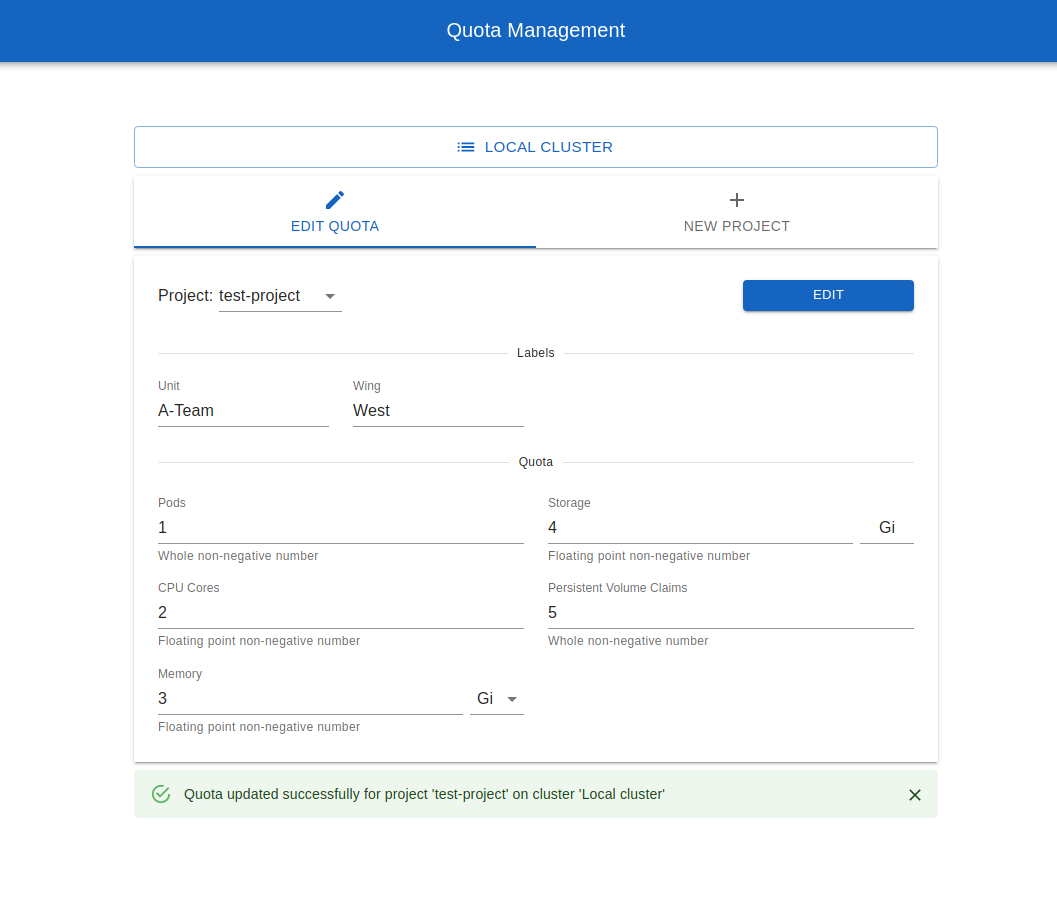 Quota Management
LOCAL CLUSTER
EDIT QUOTA
NEW PROJECT
Project: test-project
EDIT
Labels
Unit
Wing
A-Team
West
Quota
Pods
Storage
1
4 Gi
Whole non-negative number
Floating point non-negative number
CPU Cores
Persistent Volume Claims
2
5
Floating point non-negative number
Whole non-negative number
Memory
3 Gi
Floating point non-negative number
Quota updated successfully for project 'test-project' on cluster 'Local cluster'